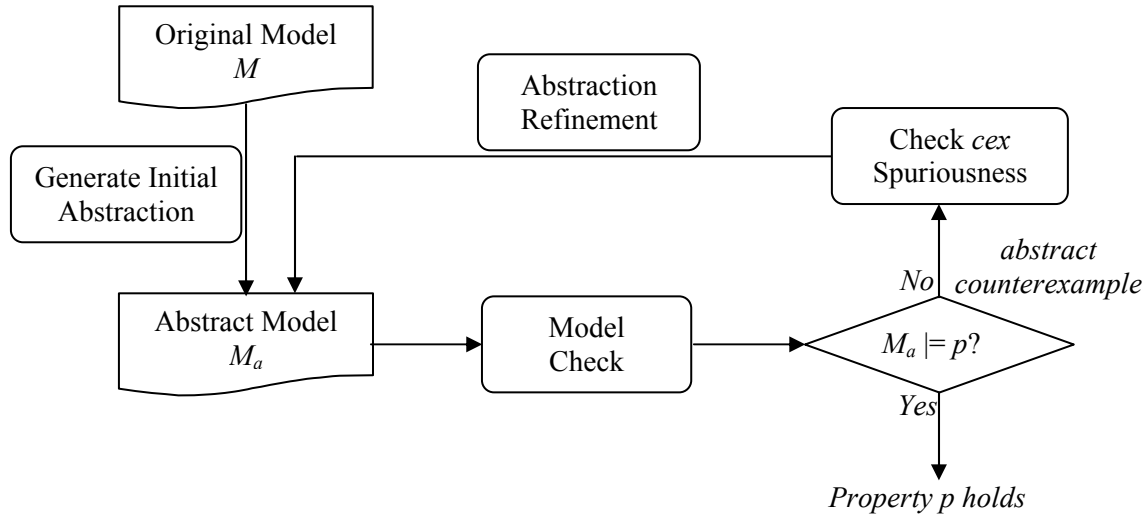 Original Model
M
Abstraction
Refinement
Check cex
Spuriousness
Generate Initial
Abstraction
abstract
counterexample
No
Abstract Model
Ma
Model
Check
Ma |= p?
Yes
Property p holds